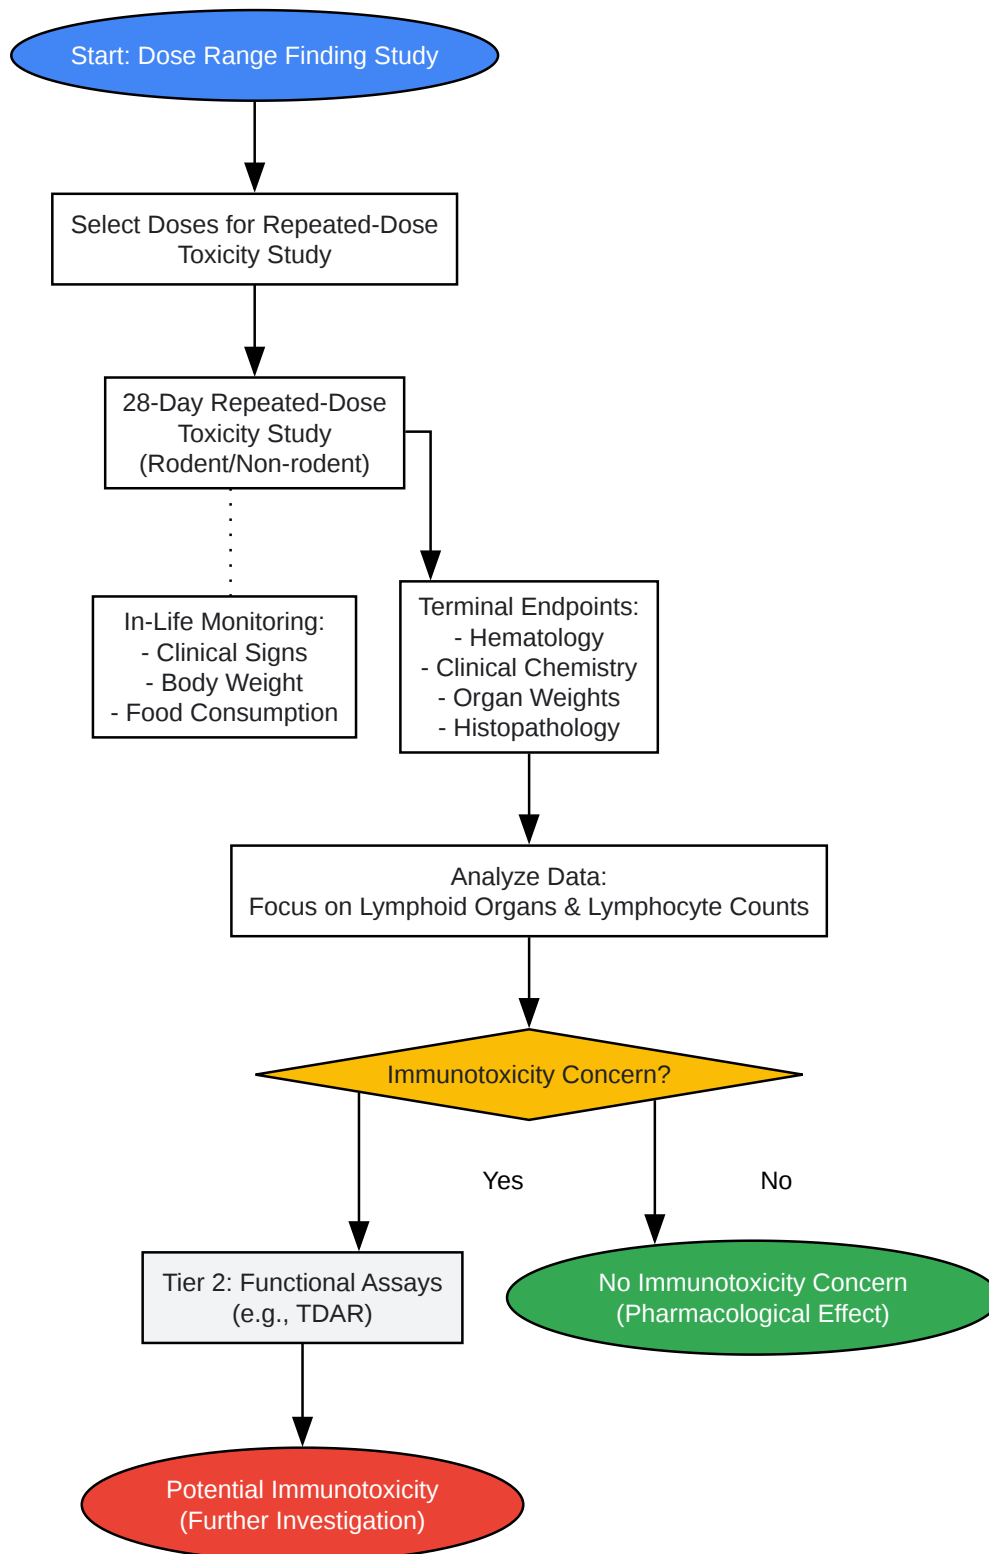 Start: Dose Range Finding Study
Select Doses for Repeated-Dose
Toxicity Study
28-Day Repeated-Dose
Toxicity Study
(Rodent/Non-rodent)
In-Life Monitoring:
- Clinical Signs
- Body Weight
- Food Consumption
Terminal Endpoints:
- Hematology
- Clinical Chemistry
- Organ Weights
- Histopathology
Analyze Data:
Focus on Lymphoid Organs & Lymphocyte Counts
Immunotoxicity Concern?
Yes
No
Tier 2: Functional Assays
(e.g., TDAR)
No Immunotoxicity Concern
(Pharmacological Effect)
Potential Immunotoxicity
(Further Investigation)